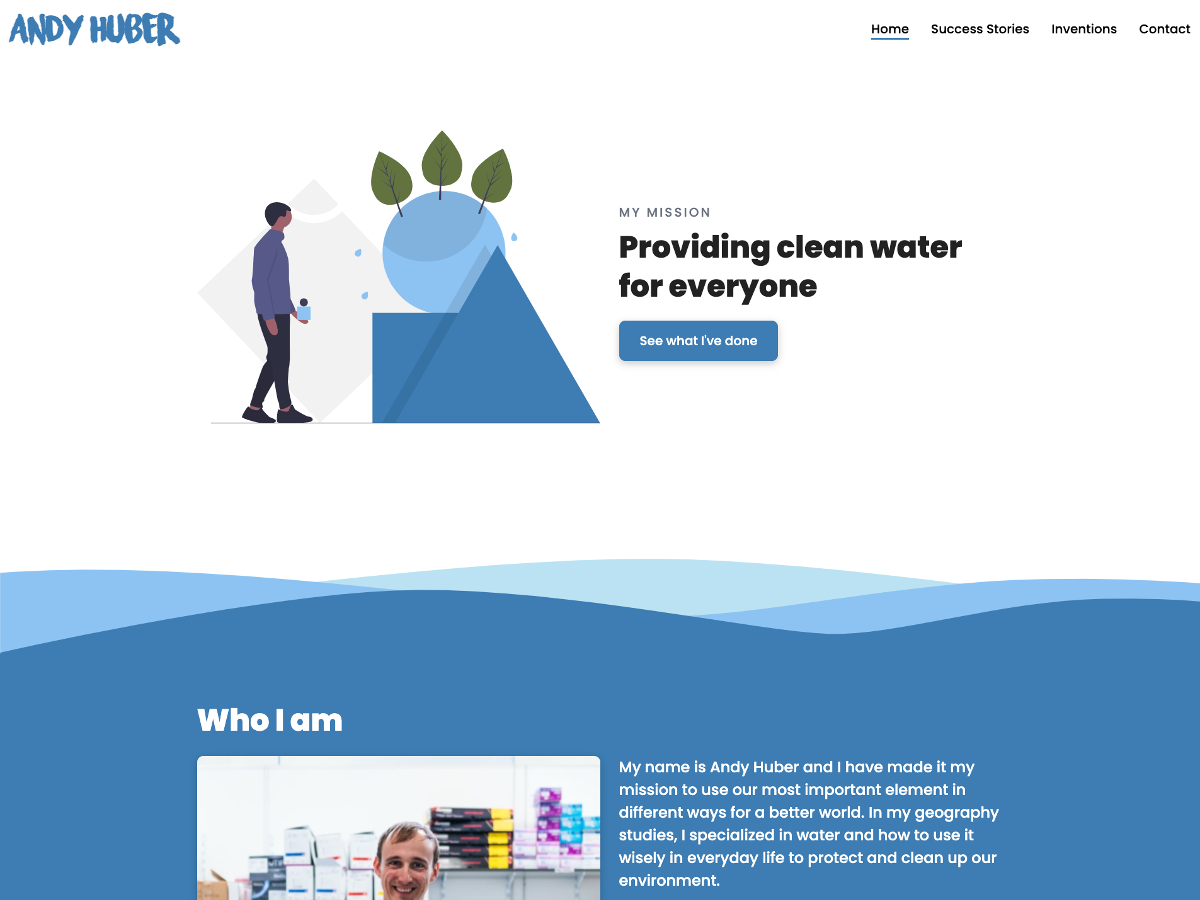 ANDY HUBER
Home Success Stories Inventions Contact
MY MISSION
Providing clean water
for everyone
See what I've done
Who I am
My name is Andy Huber and I have made it my
mission to use our most important element in
different ways for a better world. In my geography
studies, I specialized in water and how to use it
wisely in everyday life to protect and clean up our
environment.